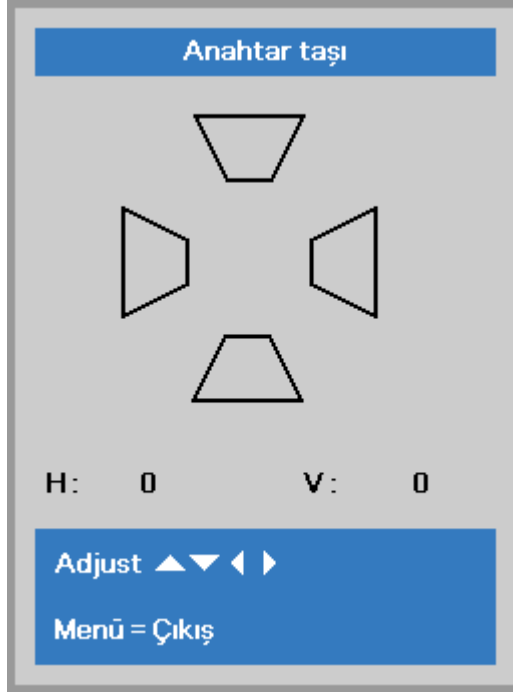 Anahtar taşı
H: 0 V: 0
Adjust ▲▼◀▶
Menü = Çıkış